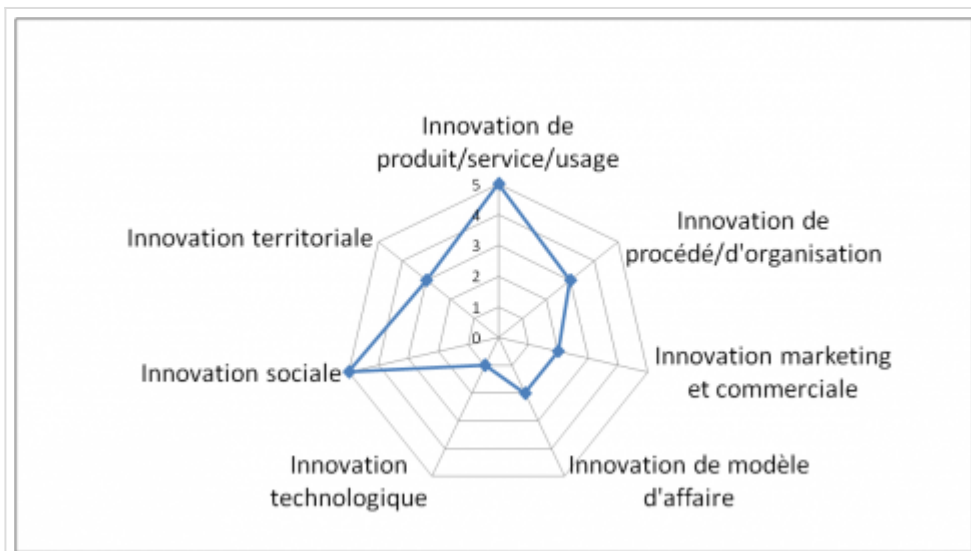 Innovation de
produit/service/usage
5
4
3
2
1
0
Innovation de
procédé/d'organisation
Innovation marketing
et commerciale
Innovation de modèle
d'affaire
Innovation
technologique
Innovation sociale
Innovation territoriale